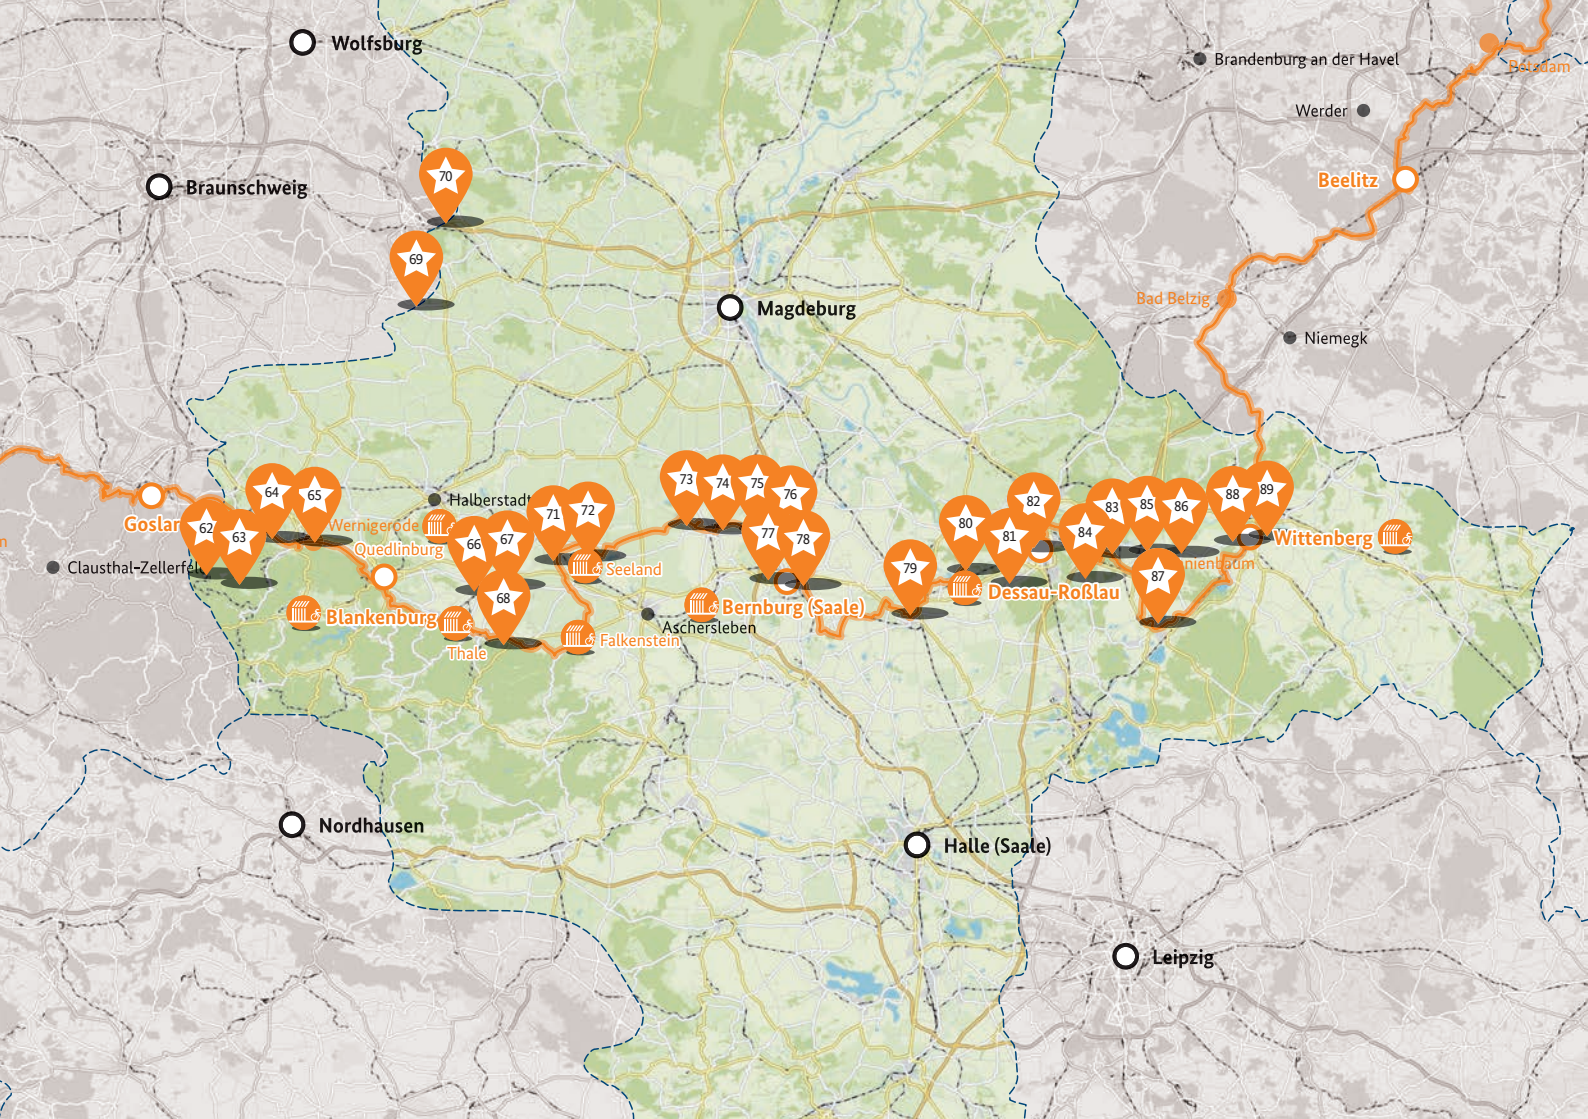 Wolfsburg
Brandenburg an der Havel
Potsdam
Werder
Braunschweig
70
Beelitz
69
Bad Belzig
Magdeburg
Niemegk
73
74
75
76
64
65
Halberstadt
71
72
82
83
85
86
88
89
Goslar
62
63
Wernigerode
Quedlinburg
66
67
77
78
80
81
84
Wittenberg
Clausthal-Zellerfel
Seeland
79
nienbaum
87
68
Dessau-Roßlau
Blankenburg
Bernburg (Saale)
Aschersleben
Thale
Falkenstein
Nordhausen
Halle (Saale)
Leipzig